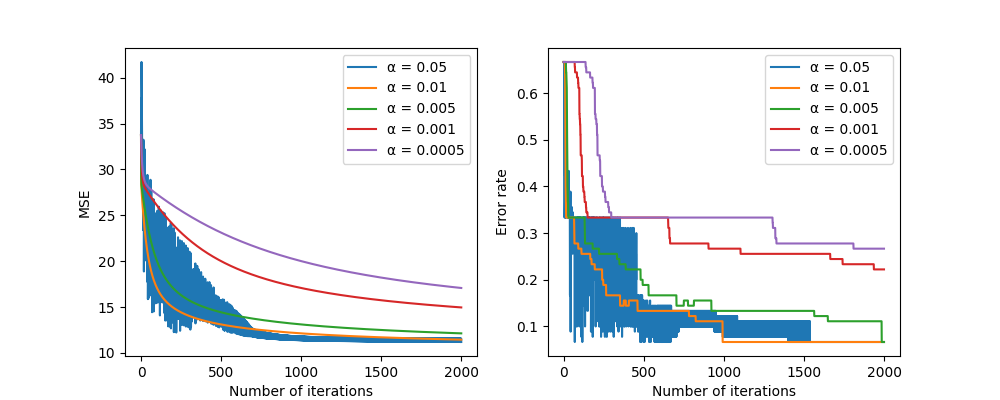 40
35
30
25
20
15
10
MSE
0
500
1000
1500
2000
Number of iterations
α = 0.05
α = 0.01
α = 0.005
α = 0.001
α = 0.0005
0.6
0.5
0.4
0.3
0.2
0.1
Error rate
0
500
1000
1500
2000
Number of iterations
α = 0.05
α = 0.01
α = 0.005
α = 0.001
α = 0.0005